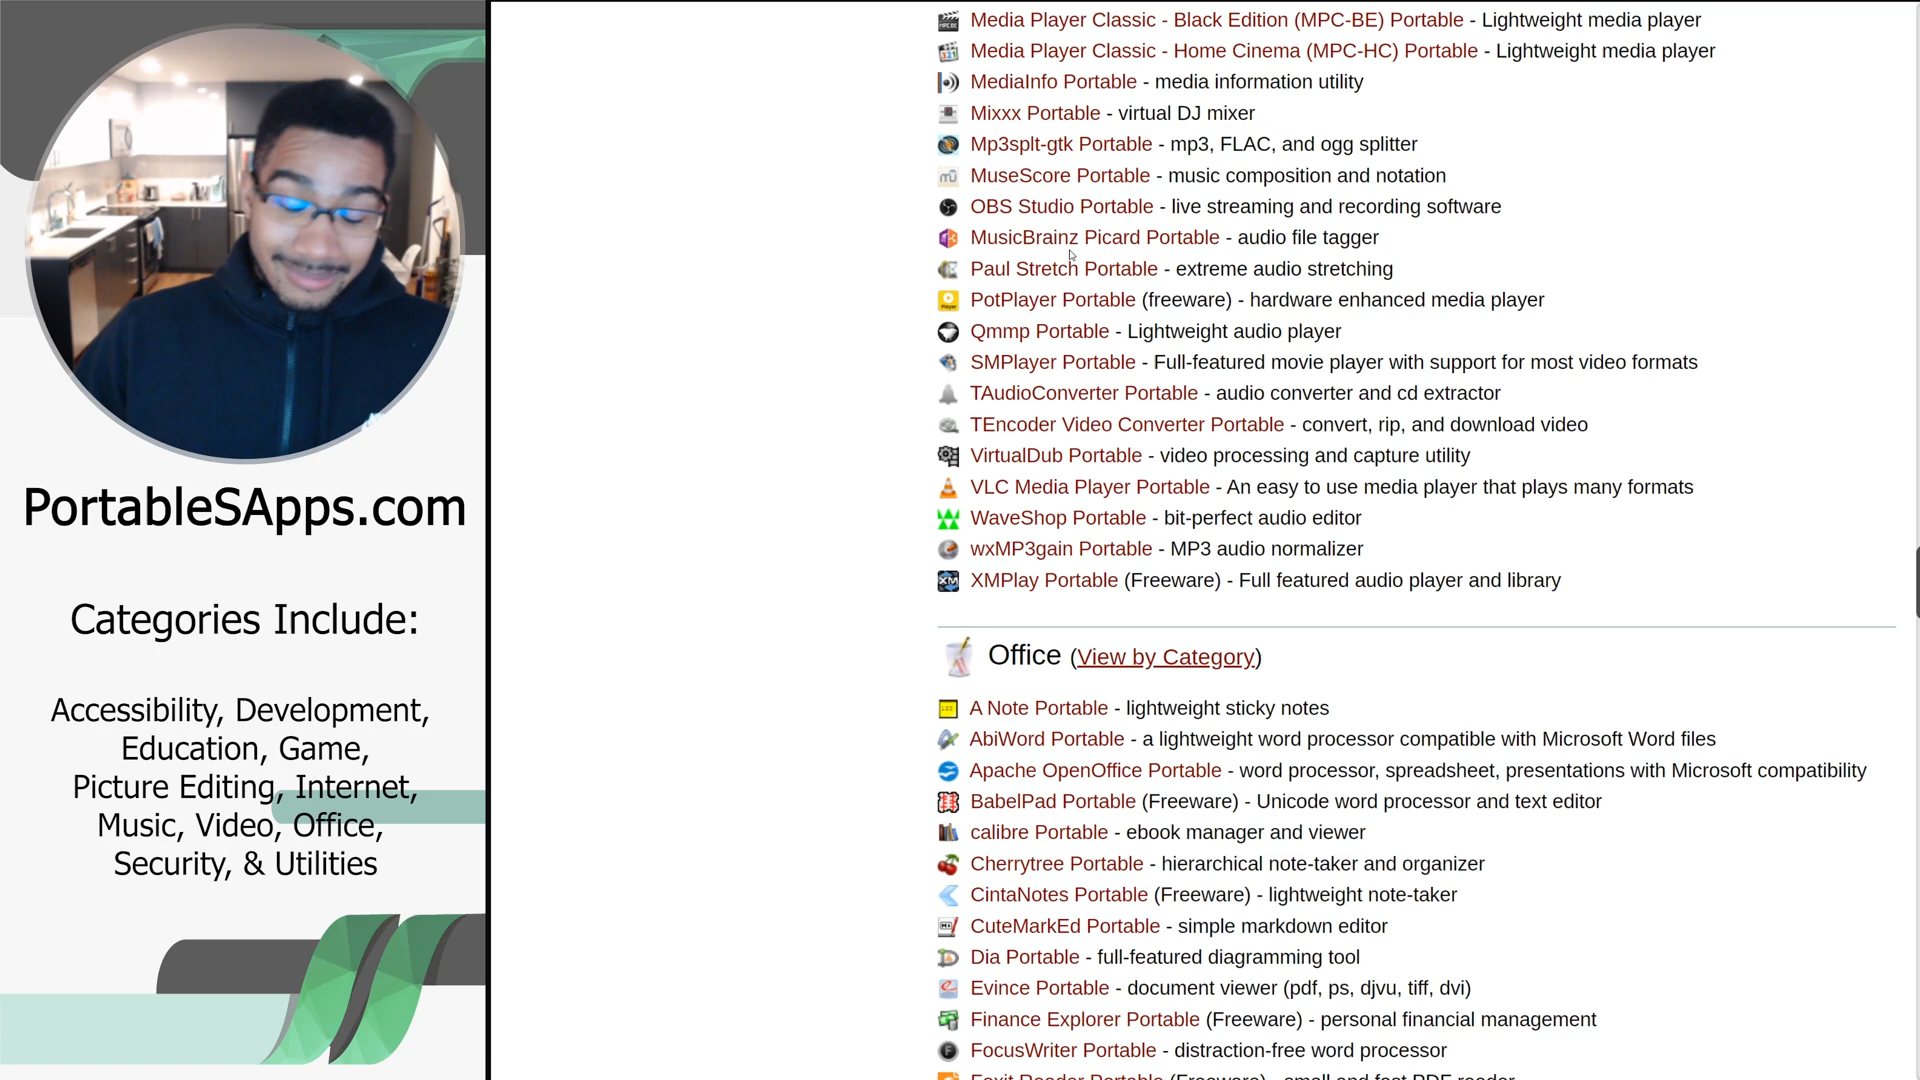 PortableSApps.com
Categories Include:
Accessibility, Development,
Education, Game,
Picture Editing, Internet,
Music, Video, Office,
Security, & Utilities
Media Player Classic - Black Edition (MPC-BE) Portable - Lightweight media player
Media Player Classic - Home Cinema (MPC-HC) Portable - Lightweight media player
MediaInfo Portable - media information utility
Mixxx Portable - virtual DJ mixer
Mp3splt-gtk Portable - mp3, FLAC, and ogg splitter
MuseScore Portable - music composition and notation
OBS Studio Portable - live streaming and recording software
MusicBrainz Picard Portable - audio file tagger
Paul Stretch Portable - extreme audio stretching
PotPlayer Portable (freeware) - hardware enhanced media player
Qmmp Portable - Lightweight audio player
SMPlayer Portable - Full-featured movie player with support for most video formats
TAudioConverter Portable - audio converter and cd extractor
TEncoder Video Converter Portable - convert, rip, and download video
VirtualDub Portable - video processing and capture utility
VLC Media Player Portable - An easy to use media player that plays many formats
WaveShop Portable - bit-perfect audio editor
wxMP3gain Portable - MP3 audio normalizer
XMPlay Portable (Freeware) - Full featured audio player and library
Office (View by Category)
A Note Portable - lightweight sticky notes
AbiWord Portable - a lightweight word processor compatible with Microsoft Word files
Apache OpenOffice Portable - word processor, spreadsheet, presentations with Microsoft compatibility
BabelPad Portable (Freeware) - Unicode word processor and text editor
calibre Portable - ebook manager and viewer
Cherrytree Portable - hierarchical note-taker and organizer
CintaNotes Portable (Freeware) - lightweight note-taker
CuteMarkEd Portable - simple markdown editor
Dia Portable - full-featured diagramming tool
Evince Portable - document viewer (pdf, ps, djvu, tiff, dvi)
Finance Explorer Portable (Freeware) - personal financial management
FocusWriter Portable - distraction-free word processor
Foxit Reader Portable (Freeware) - small and fast PDF reader